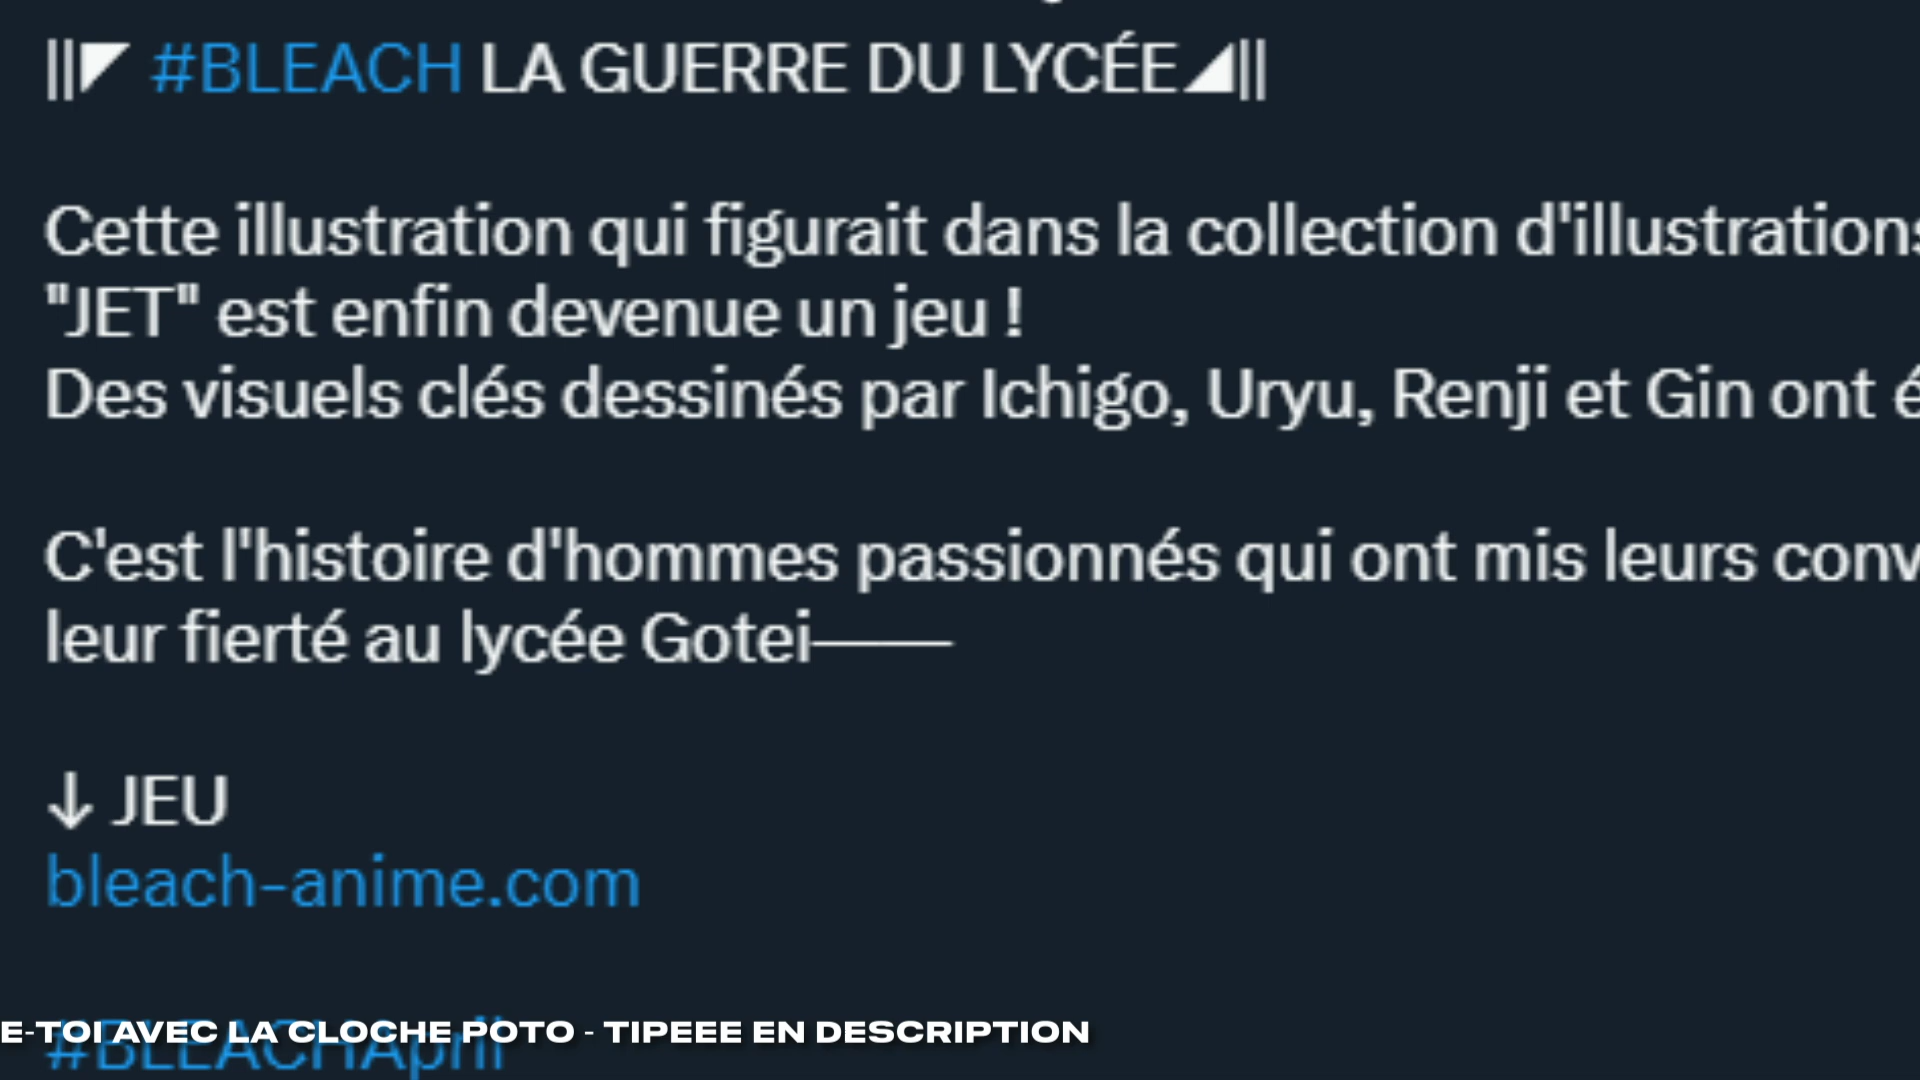 ||◤ #BLEACH LA GUERRE DU LYCÉE◢||
Cette illustration qui figurait dans la collection d'illustrations
"JET" est enfin devenue un jeu !
Des visuels clés dessinés par Ichigo, Uryu, Renji et Gin ont é
C'est l'histoire d'hommes passionnés qui ont mis leurs conv
leur fierté au lycée Gotei——
↓ JEU
bleach-anime.com
E-TOI AVEC LA CLOCHE POTO - TIPEEE EN DESCRIPTION
#BLEACHApril